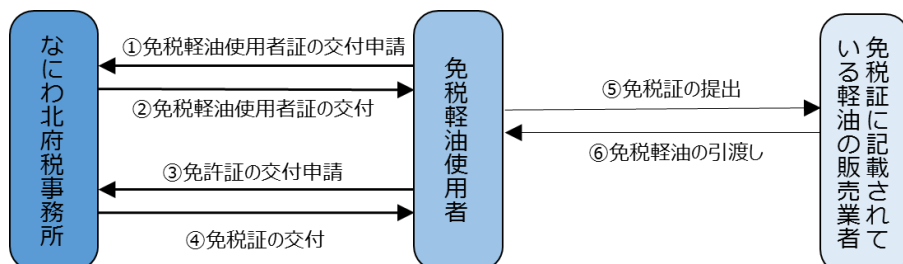 なにわ北府税事務所
①免税軽油使用者証の交付申請
②免税軽油使用者証の交付
③免許証の交付申請
④免税証の交付
免税軽油使用者
⑤免税証の提出
⑥免税軽油の引渡し
免税証に記載されて
いる軽油の販売業者